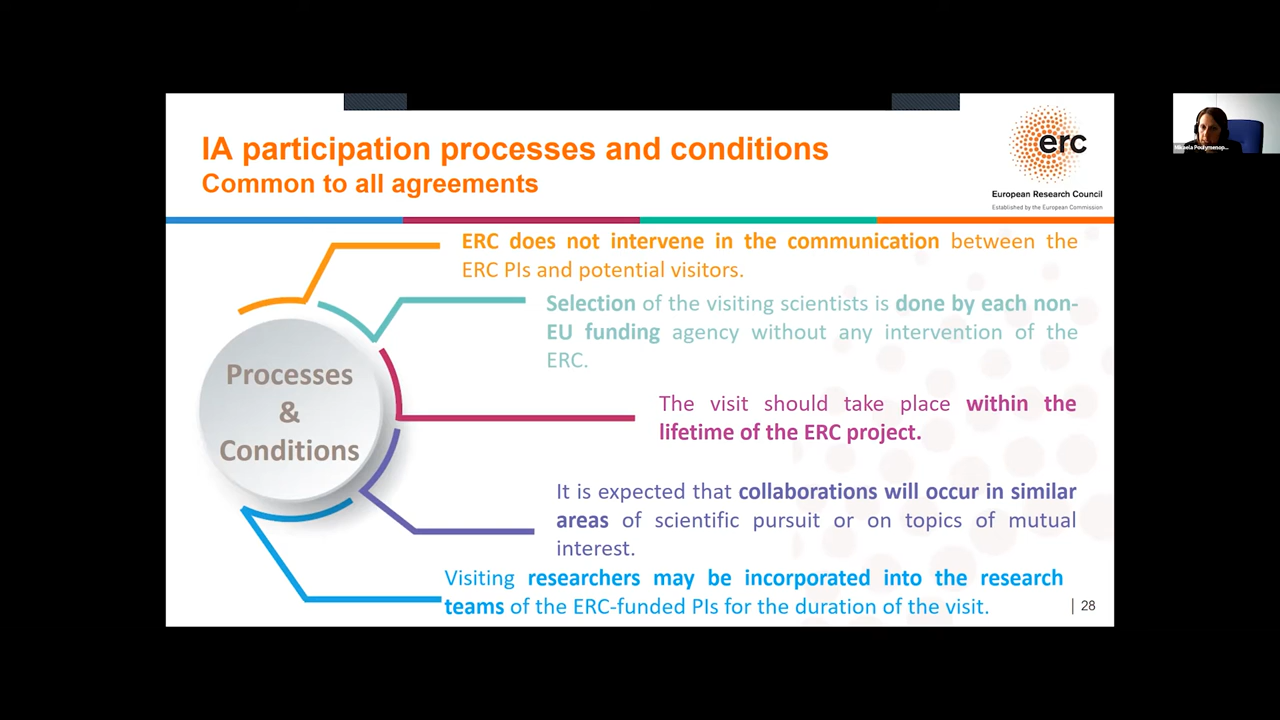 IA participation processes and conditions
Common to all agreements
erc
European Research Council
Established by the European Commission
ERC does not intervene in the communication between the
ERC PIs and potential visitors.
Selection of the visiting scientists is done by each non-
EU funding agency without any intervention of the
ERC.
Processes
&
Conditions
The visit should take place within the
lifetime of the ERC project.
It is expected that collaborations will occur in similar
areas of scientific pursuit or on topics of mutual
interest.
Visiting researchers may be incorporated into the research
teams of the ERC-funded PIs for the duration of the visit.
28